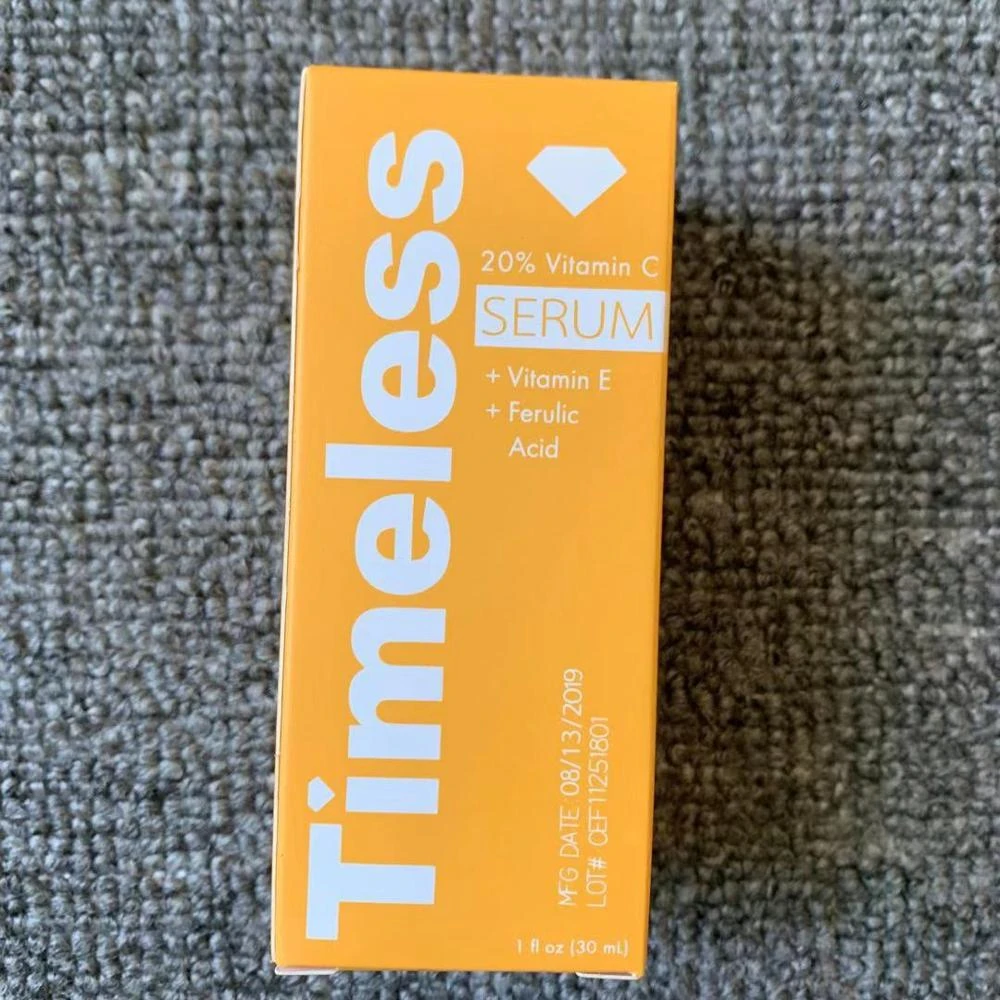 Timeless
20% Vitamin C
SERUM
+ Vitamin E
+ Ferulic
Acid
MFG DATE: 08/13/2019
LOT# CEF11251801
1 fl oz (30 mL)